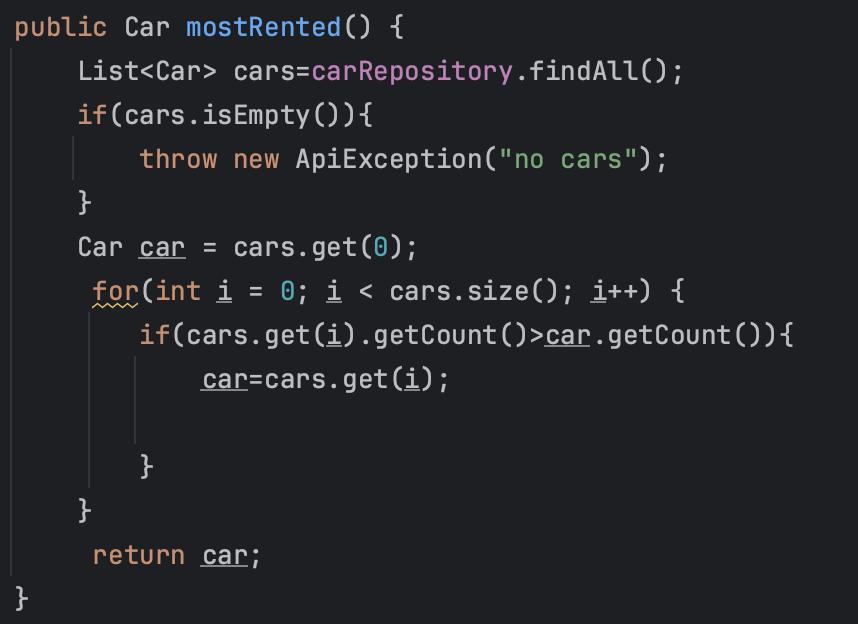 public Car mostRented() {
List<Car> cars=carRepository.findAll();
if(cars.isEmpty()){
throw new ApiException("no cars");
}
Car car = cars.get(0);
for(int i = 0; i < cars.size(); i++) {
if(cars.get(i).getCount()>car.getCount()){
car=cars.get(i);
}
}
return car;
}